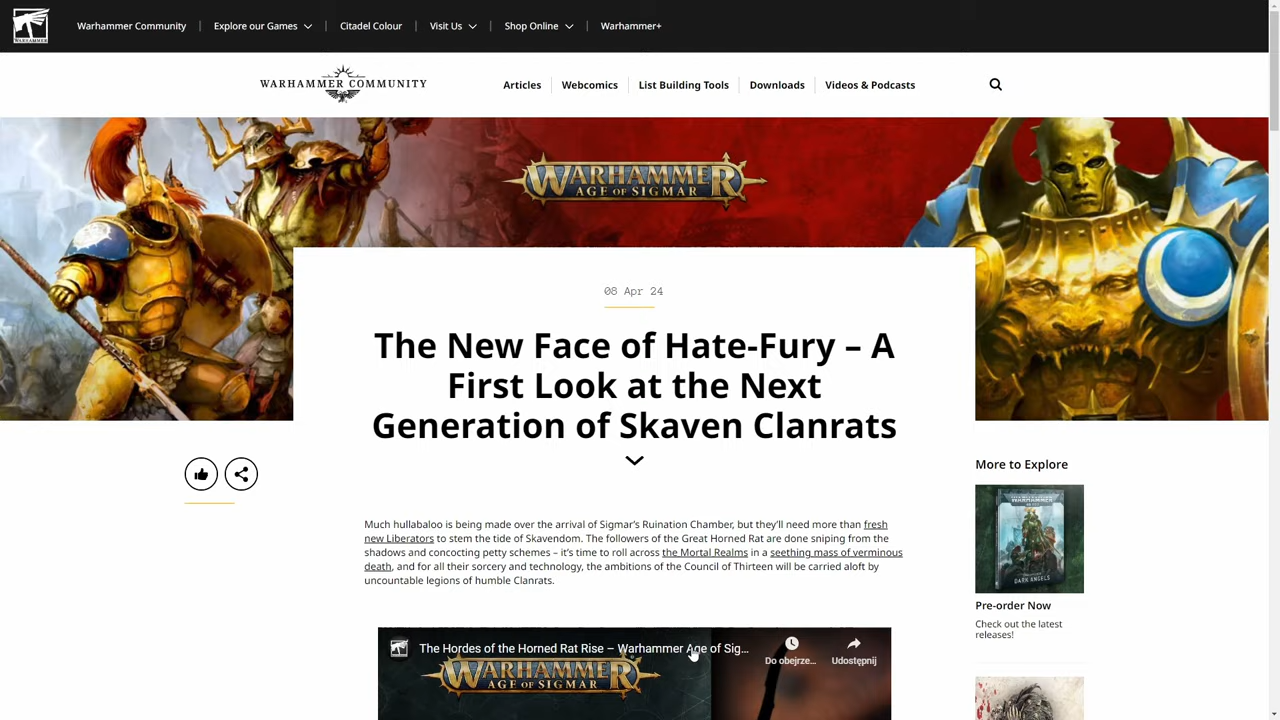 WARHAMMER
Warhammer Community
Explore our Games
Citadel Colour
Visit Us
Shop Online
Warhammer+
WARHAMMER COMMUNITY
Articles
Webcomics
List Building Tools
Downloads
Videos & Podcasts
WARHAMMER
AGE OF SIGMAR
08 Apr 24
The New Face of Hate-Fury – A
First Look at the Next
Generation of Skaven Clanrats
Much hullabaloo is being made over the arrival of Sigmar's Ruination Chamber, but they'll need more than fresh
new Liberators to stem the tide of Skavendom. The followers of the Great Horned Rat are done sniping from the
shadows and concocting petty schemes – it's time to roll across the Mortal Realms in a seething mass of verminous
death, and for all their sorcery and technology, the ambitions of the Council of Thirteen will be carried aloft by
uncountable legions of humble Clanrats.
The Hordes of the Horned Rat Rise – Warhammer Age of Sig...
Do obejrze...
Udostępnij
WARHAMMER
AGE OF SIGMAR
More to Explore
WARHAMMER
DARK ANGELS
Pre-order Now
Check out the latest
releases!